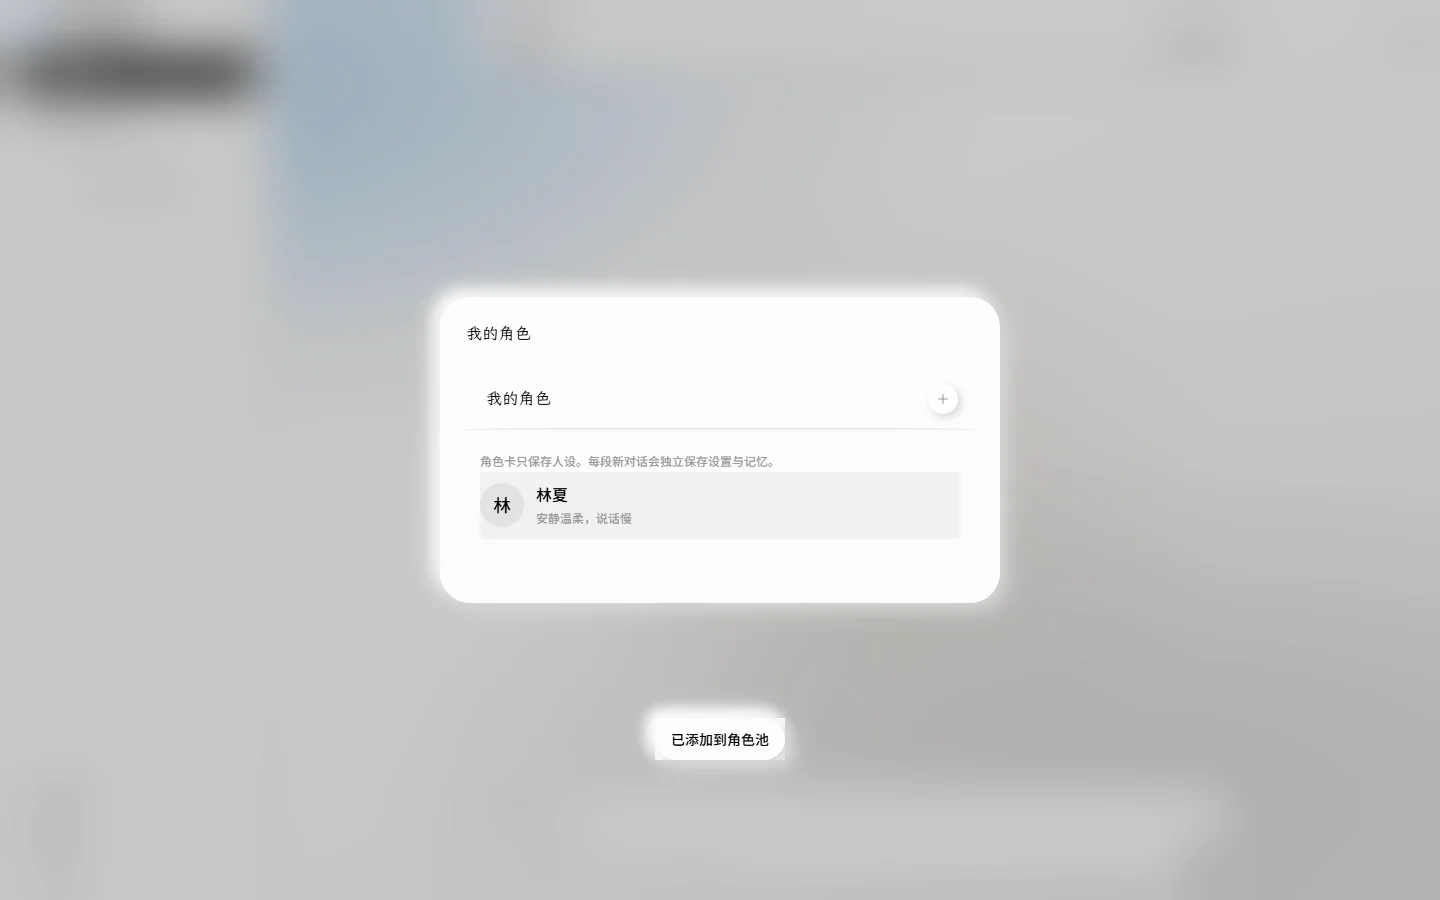 我的角色
我的角色
+
角色卡只保存人设。每段新对话会独立保存设置与记忆。
林
林夏
安静温柔，说话慢
已添加到角色池